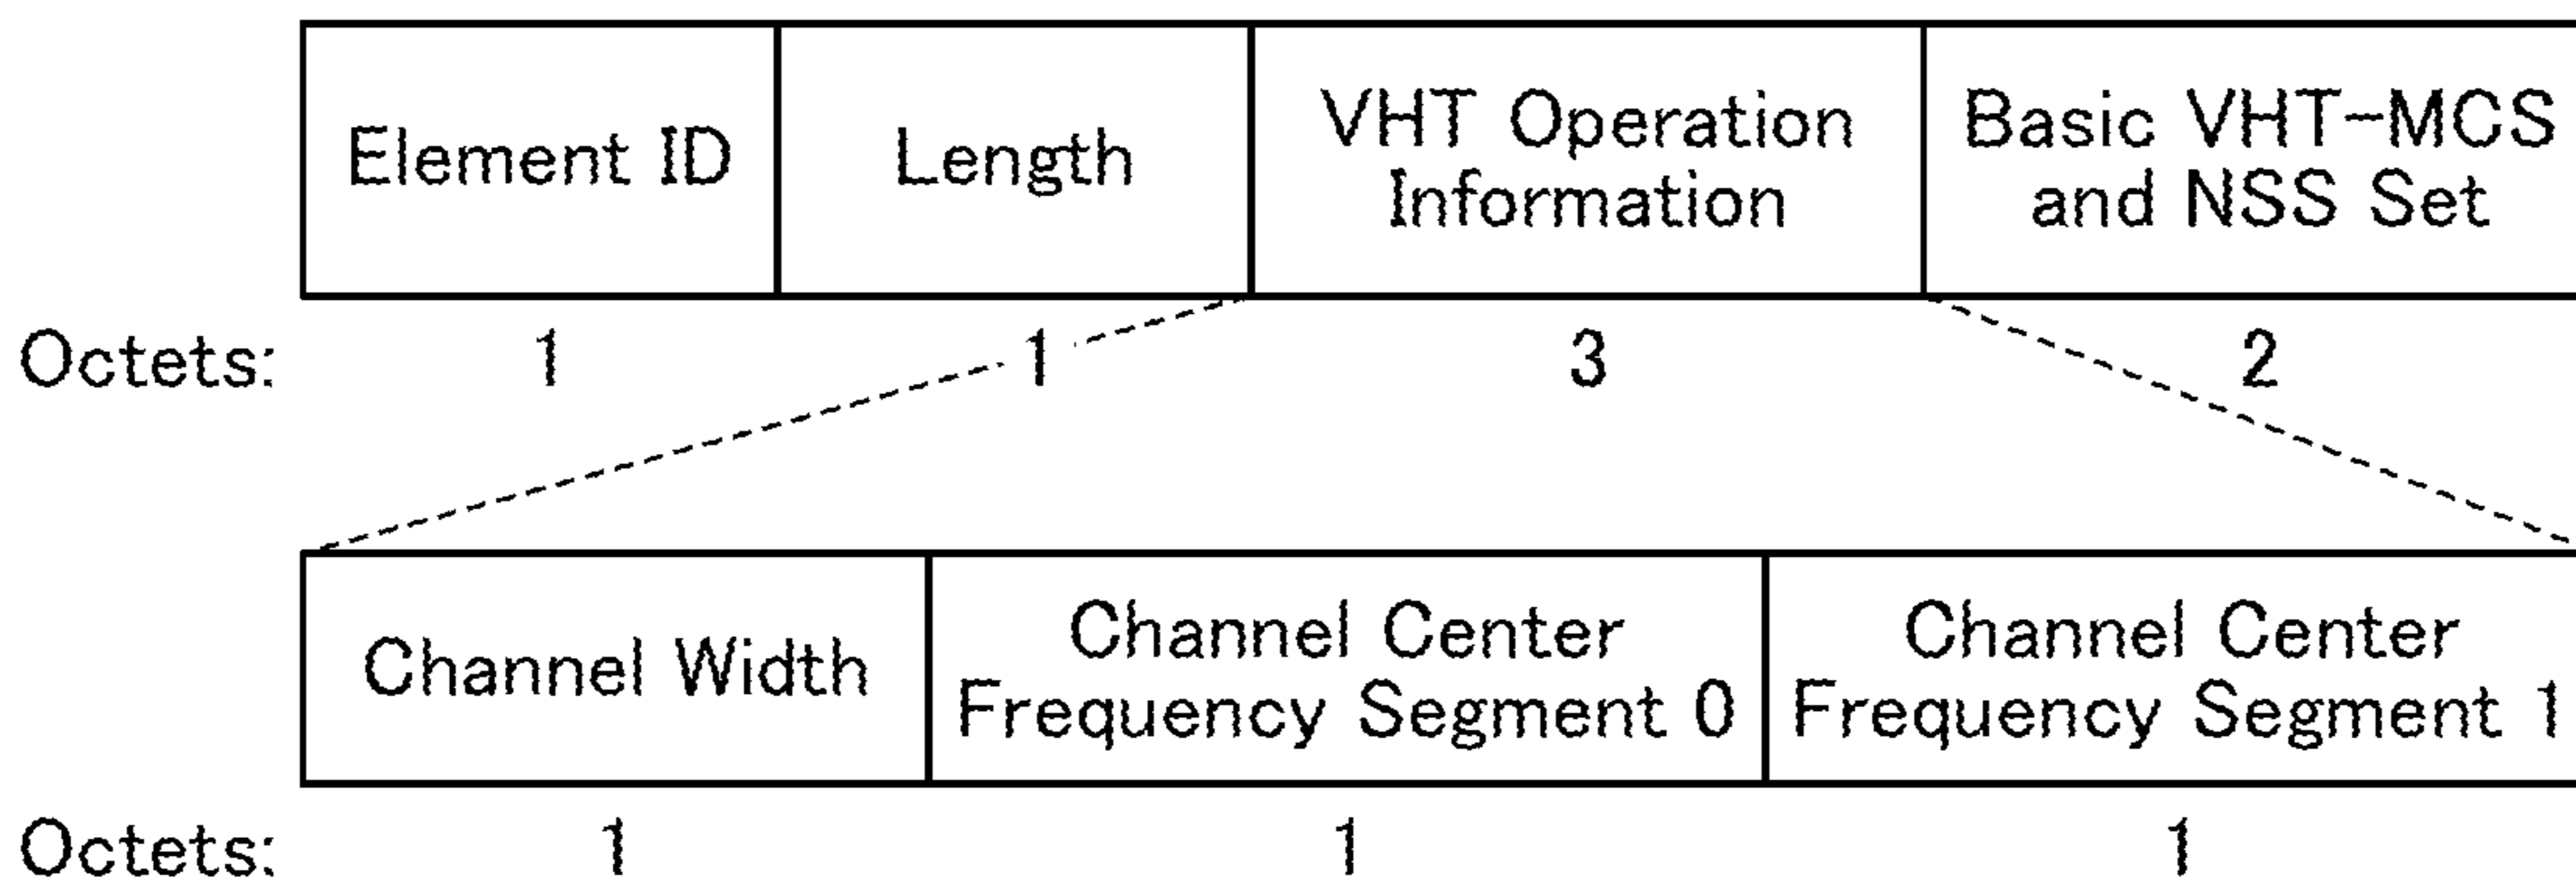 Element ID
Length
VHT Operation
Information
Basic VHT-MCS
and NSS Set
Octets: 1 1 3 2
Channel Width
Channel Center
Frequency Segment 0
Channel Center
Frequency Segment 1
Octets: 1 1 1